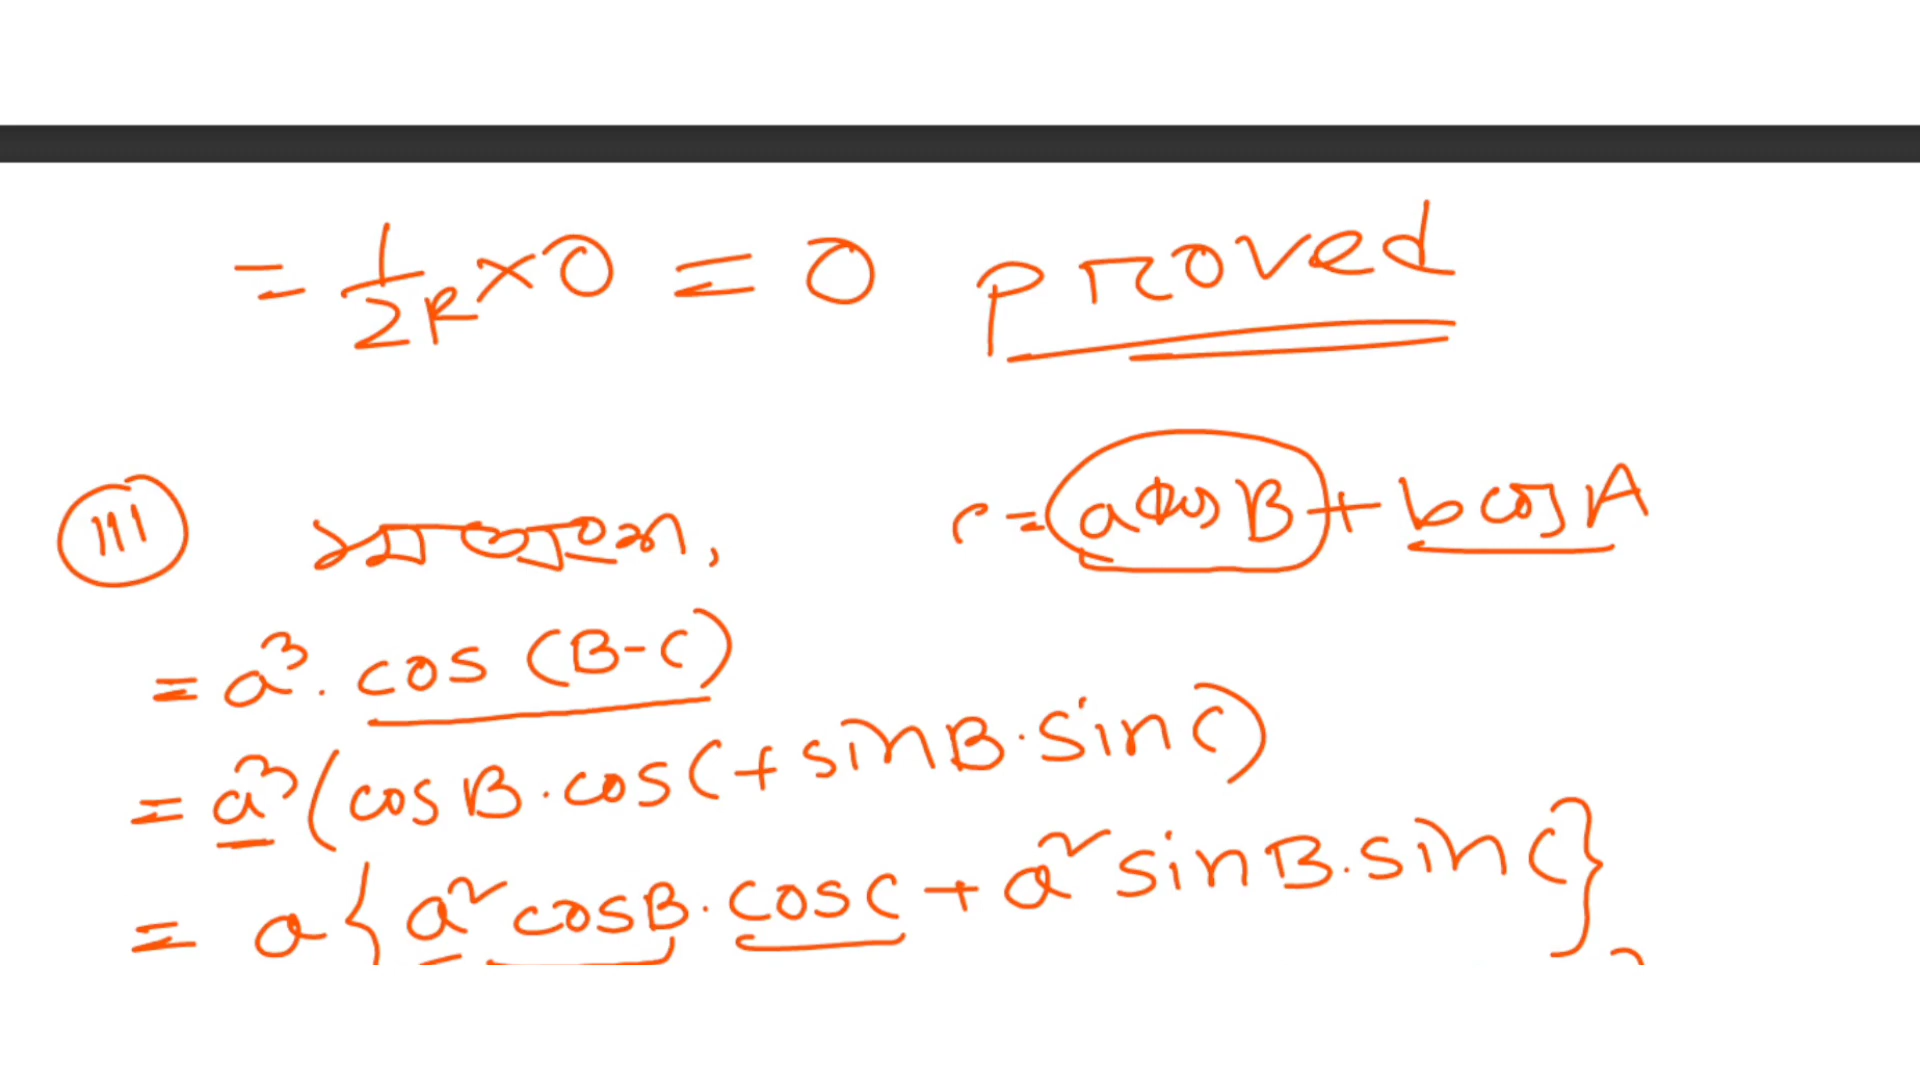 = 1/2R × 0 = 0 proved
(III) c = a cos B + b cos A
= a³. cos (B-C)
= a³ (cos B . cos C + sin B . sin C)
= a { a² cos B . cos C + a² sin B . sin C }